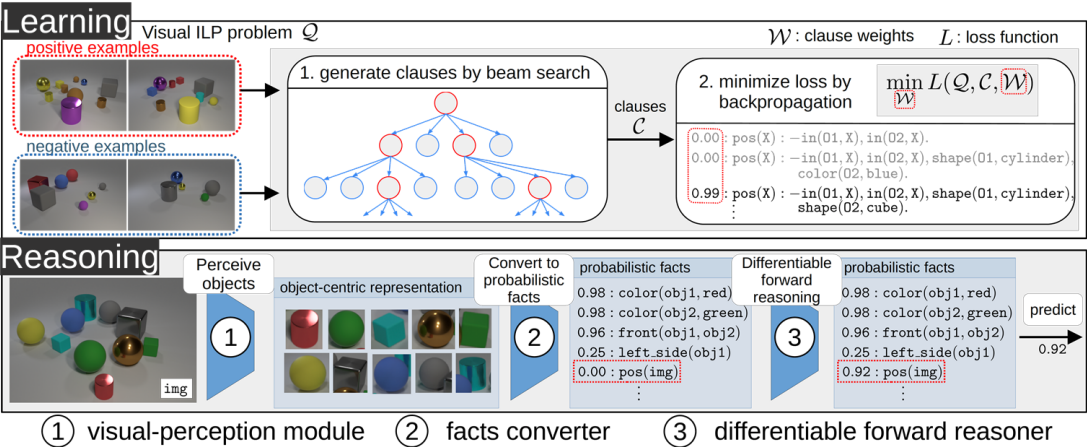 Learning
Visual ILP problem 𝒬
positive examples
negative examples
1. generate clauses by beam search
clauses
𝒞
𝒲 : clause weights L : loss function
2. minimize loss by
backpropagation
min L(𝒬, 𝒞, 𝒲)
𝒲
0.00 : pos(X) : −in(O1, X), in(O2, X).
0.00 : pos(X) : −in(O1, X), in(O2, X), shape(O1, cylinder),
color(O2, blue).
0.99 : pos(X) : −in(O1, X), in(O2, X), shape(O1, cylinder),
⋮ shape(O2, cube).
Reasoning
img
Perceive
objects
1
object-centric representation
Convert to
probabilistic
facts
2
probabilistic facts
0.98 : color(obj1, red)
0.98 : color(obj2, green)
0.96 : front(obj1, obj2)
0.25 : left_side(obj1)
0.00 : pos(img)
⋮
Differentiable
forward
reasoning
3
probabilistic facts
0.98 : color(obj1, red)
0.98 : color(obj2, green)
0.96 : front(obj1, obj2)
0.25 : left_side(obj1)
0.92 : pos(img)
⋮
predict
0.92
1 visual-perception module 2 facts converter 3 differentiable forward reasoner